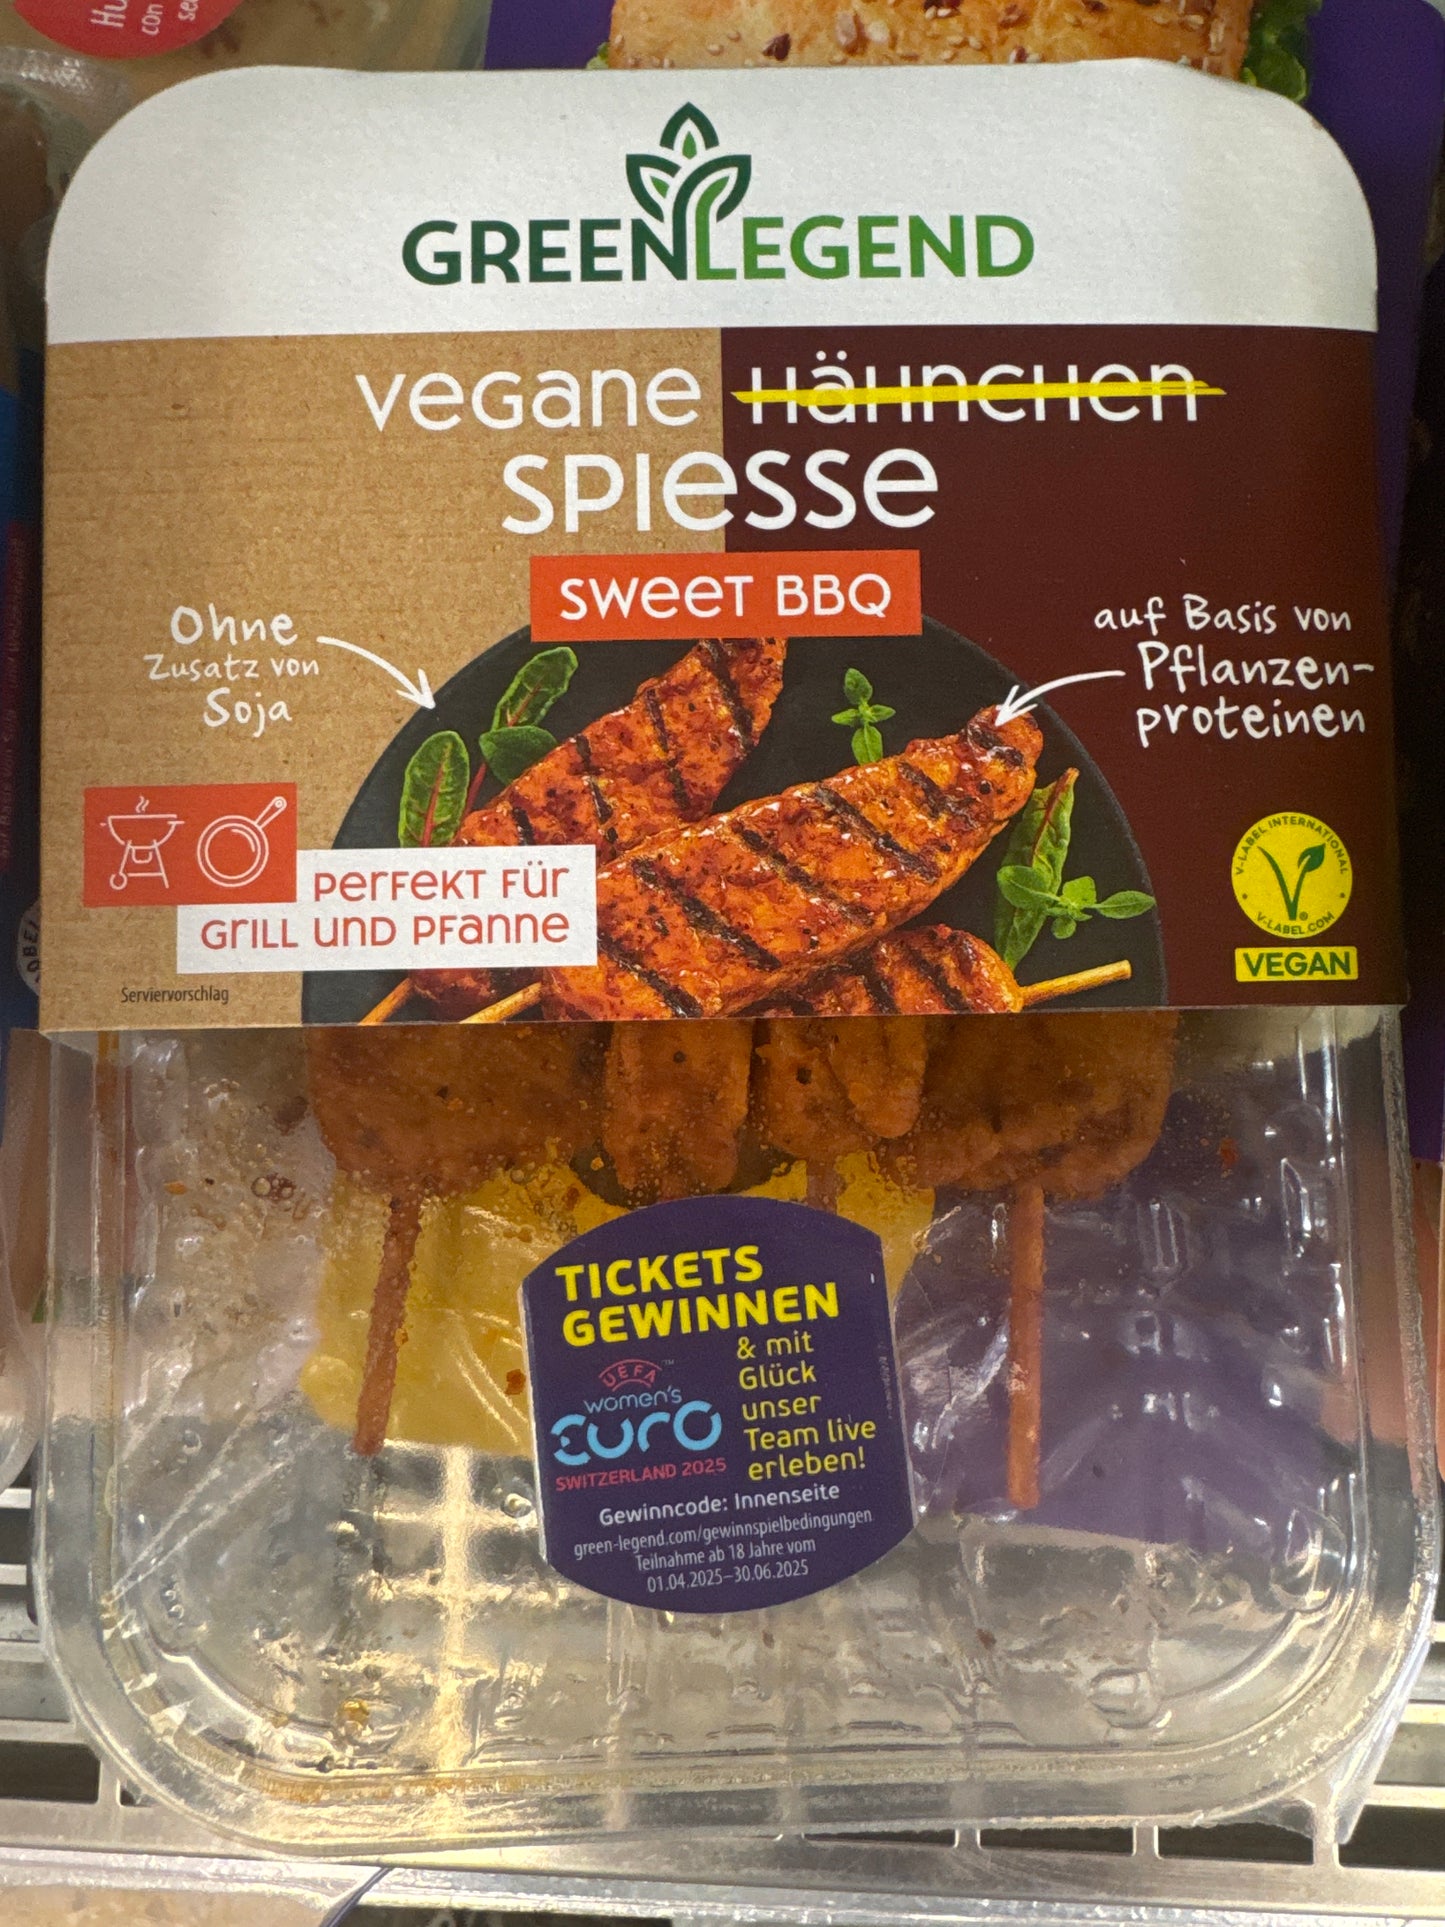 GREENLEGEND
vegane Hähnchen
Spiesse
Sweet BBQ
Ohne
Zusatz von
Soja
auf Basis von
Pflanzen-
proteinen
Perfekt für
Grill und Pfanne
Serviervorschlag
V-LABEL INTERNATIONAL
V-LABEL.COM
VEGAN
TICKETS
GEWINNEN
& mit
Glück
unser
Team live
erleben!
UEFA
women's
EURO
SWITZERLAND 2025
Gewinncode: Innenseite
green-legend.com/gewinnspielbedingungen
Teilnahme ab 18 Jahre vom
01.04.2025–30.06.2025